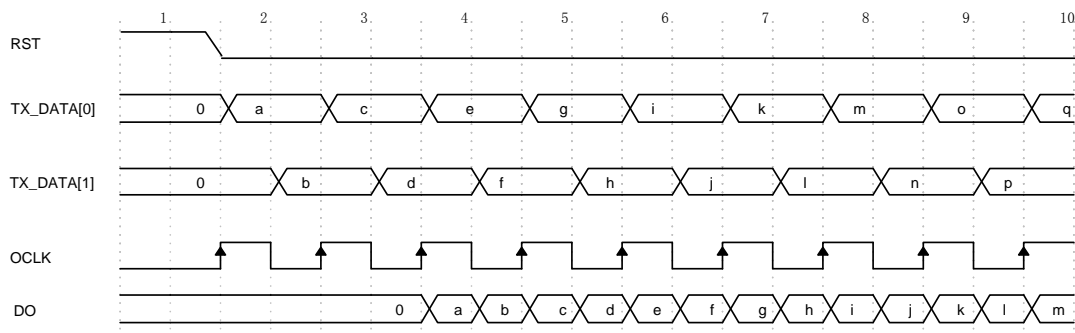 1 2 3 4 5 6 7 8 9 10
RST
TX_DATA[0] 0 a c e g i k m o q
TX_DATA[1] 0 b d f h j l n p
OCLK
DO 0 a b c d e f g h i j k l m